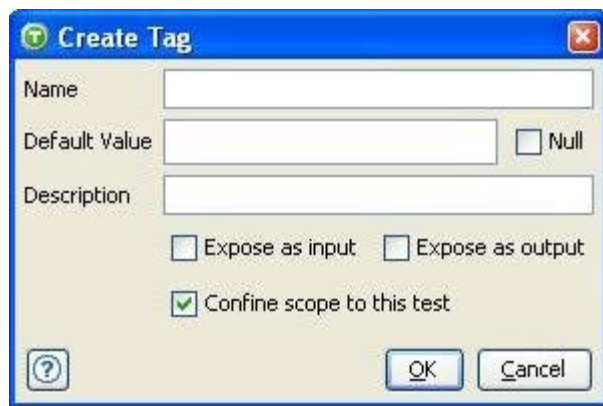 Create Tag
Name
Default Value Null
Description
Expose as input Expose as output
Confine scope to this test
? OK Cancel